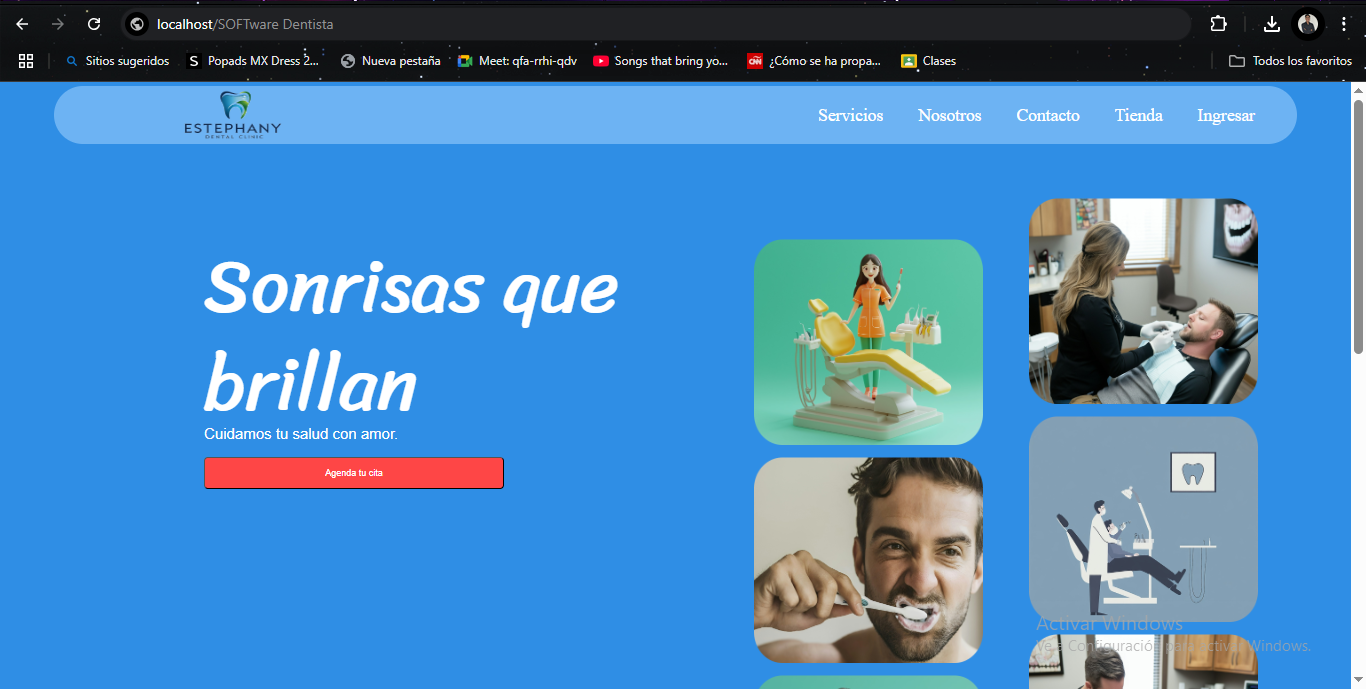 localhost/SOFTware Dentista
Sitios sugeridos
Popads MX Dress 2...
Nueva pestaña
Meet: qfa-rrhi-qdv
Songs that bring yo...
CNN
¿Cómo se ha propa...
Clases
Todos los favoritos
ESTEPHANY
DENTAL CLINIC
Servicios
Nosotros
Contacto
Tienda
Ingresar
Sonrisas que
brillan
Cuidamos tu salud con amor.
Agenda tu cita
Activar Windows
Ve a Configuración para activar Windows.